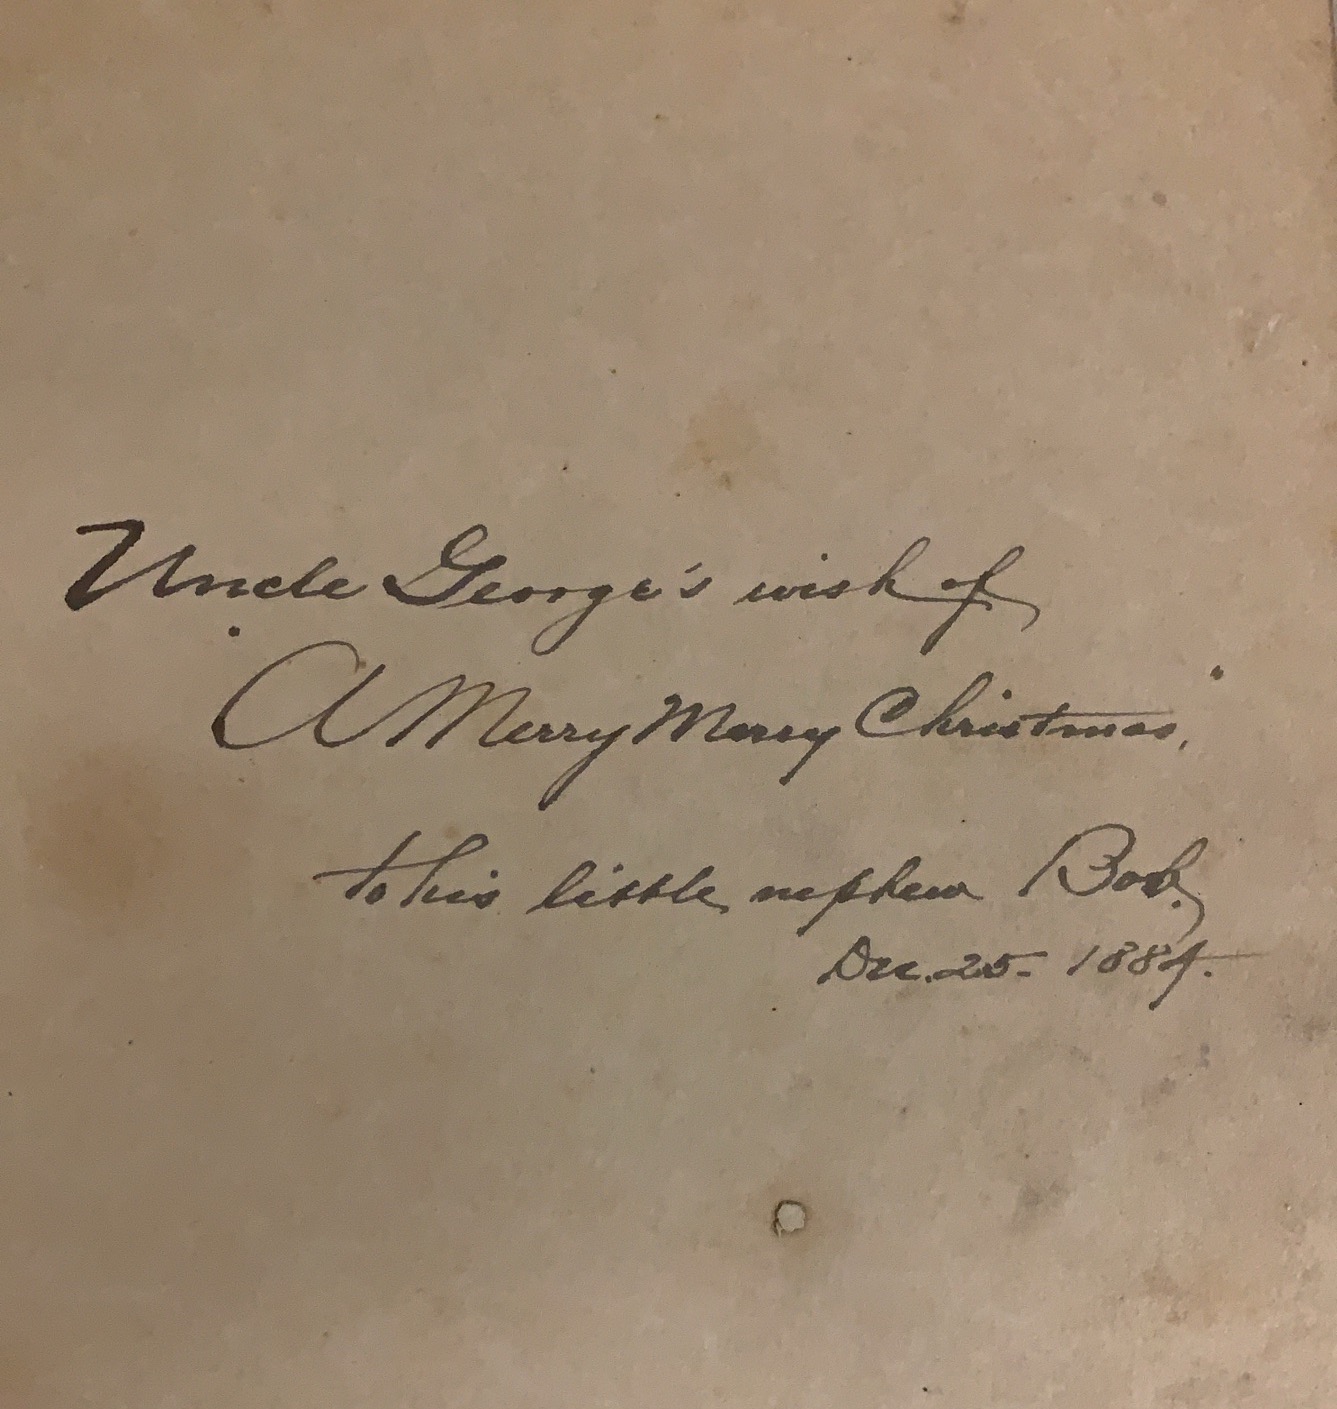 Uncle George's wish of
"A Merry Merry Christmas,"
to his little nephew Bob.
Dec. 25- 1884.